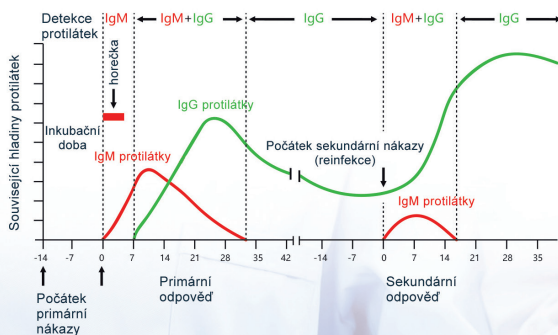 Detekce
protilátek
IgM
IgM+IgG
IgG
IgM+IgG
IgG
horečka
Inkubační
doba
IgM protilátky
IgG protilátky
Počátek sekundární nákazy
(reinfekce)
IgM protilátky
Související hladiny protilátek
-14 -7 0 7 14 21 28 35 42 -14 -7 0 7 14 21 28 35
Počátek
primární
nákazy
Primární
odpověď
Sekundární
odpověď